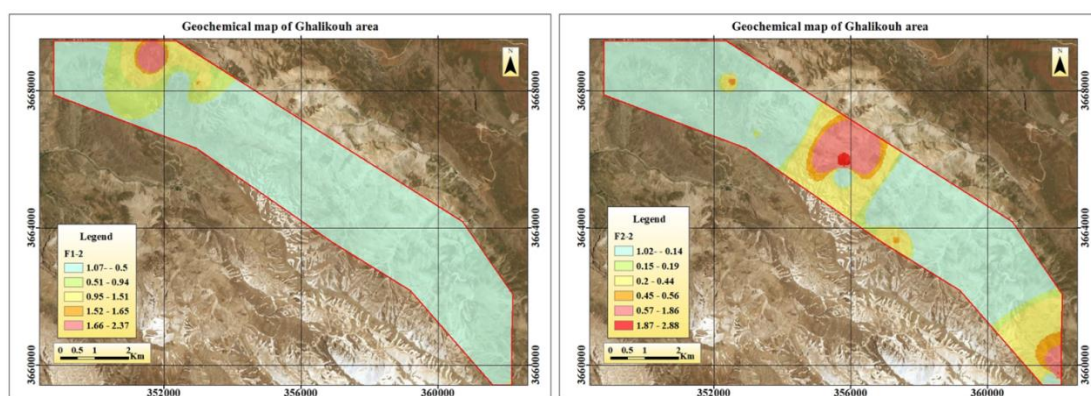 Geochemical map of Ghalikouh area
N
3668000
3668000
3664000
3664000
3660000
3660000
Legend
F1-2
1.07- - 0.5
0.51 - 0.94
0.95 - 1.51
1.52 - 1.65
1.66 - 2.37
0 0.5 1 2
Km
352000
356000
360000
Geochemical map of Ghalikouh area
N
3668000
3664000
3660000
Legend
F2-2
1.02- - 0.14
0.15 - 0.19
0.2 - 0.44
0.45 - 0.56
0.57 - 1.86
1.87 - 2.88
0 0.5 1 2
Km
352000
356000
360000